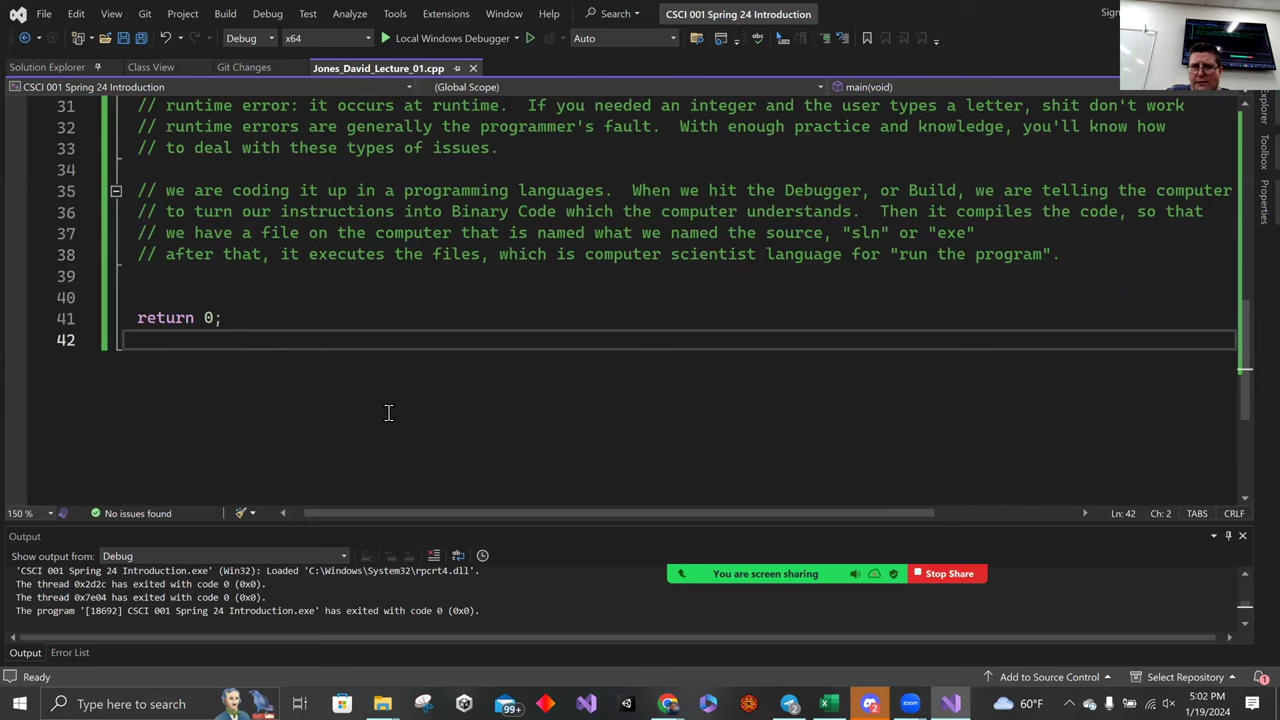 File Edit View Git Project Build Debug Test Analyze Tools Extensions Window Help Search CSCI 001 Spring 24 Introduction
Debug x64 Local Windows Debugger Auto
Solution Explorer Class View Git Changes Jones_David_Lecture_01.cpp
CSCI 001 Spring 24 Introduction (Global Scope) main(void)
31 // runtime error: it occurs at runtime. If you needed an integer and the user types a letter, shit don't work
32 // runtime errors are generally the programmer's fault. With enough practice and knowledge, you'll know how
33 // to deal with these types of issues.
34
35 // we are coding it up in a programming languages. When we hit the Debugger, or Build, we are telling the computer
36 // to turn our instructions into Binary Code which the computer understands. Then it compiles the code, so that
37 // we have a file on the computer that is named what we named the source, "sln" or "exe"
38 // after that, it executes the files, which is computer scientist language for "run the program".
39
40
41 return 0;
42
Explorer
Toolbox
Properties
150 % No issues found Ln: 42 Ch: 2 TABS CRLF
Output
Show output from: Debug
'CSCI 001 Spring 24 Introduction.exe' (Win32): Loaded 'C:\Windows\System32\rpcrt4.dll'.
The thread 0x2d2c has exited with code 0 (0x0).
The thread 0x7e04 has exited with code 0 (0x0).
The program '[18692] CSCI 001 Spring 24 Introduction.exe' has exited with code 0 (0x0).
You are screen sharing Stop Share
Output Error List
Ready Add to Source Control Select Repository 1
Type here to search 99+ zoom 2 60°F 5:02 PM
1/19/2024